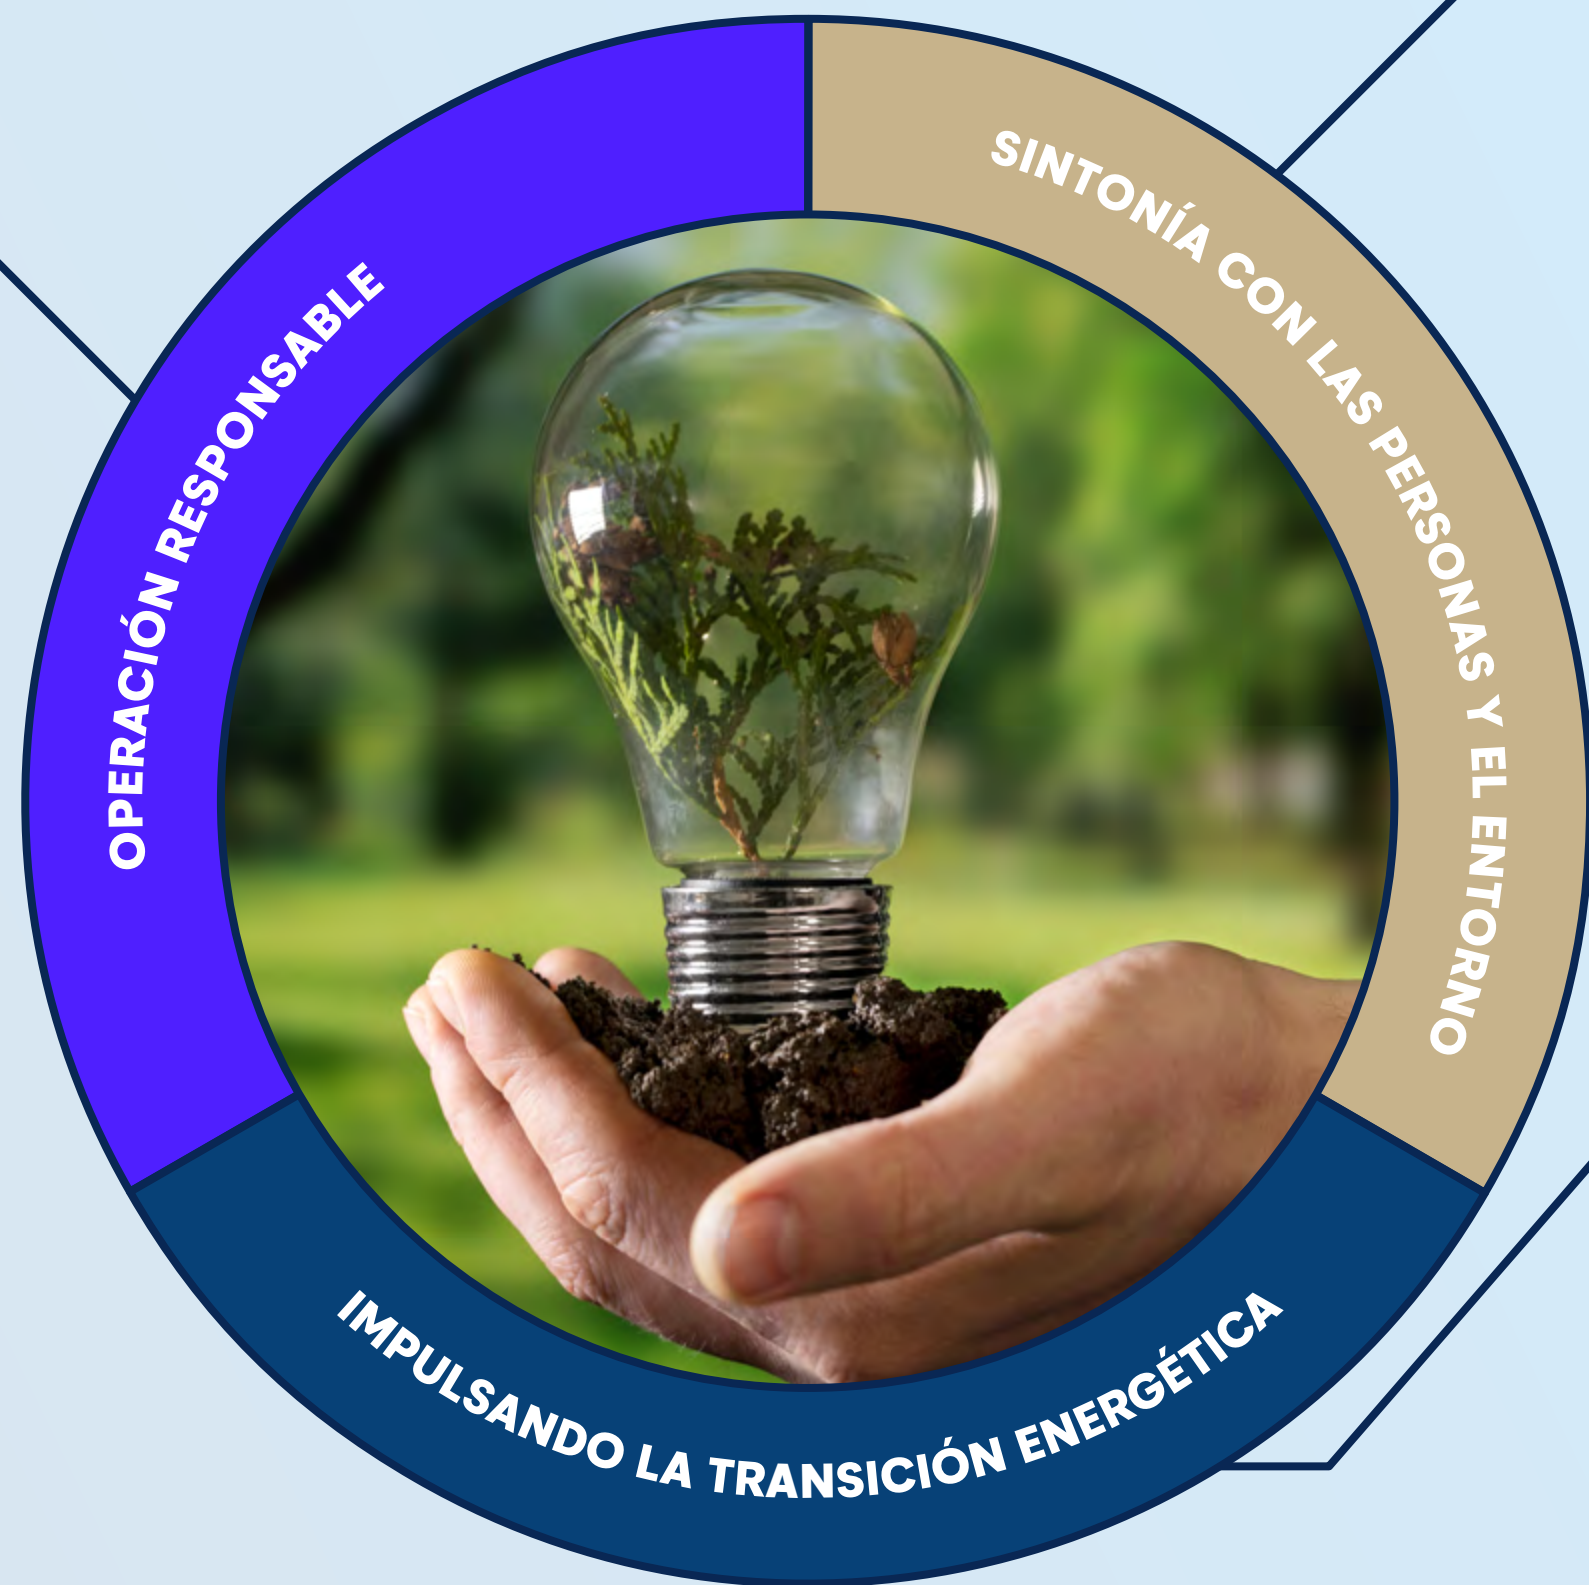 OPERACIÓN RESPONSABLE
SINTONÍA CON LAS PERSONAS Y EL ENTORNO
IMPULSANDO LA TRANSICIÓN ENERGÉTICA